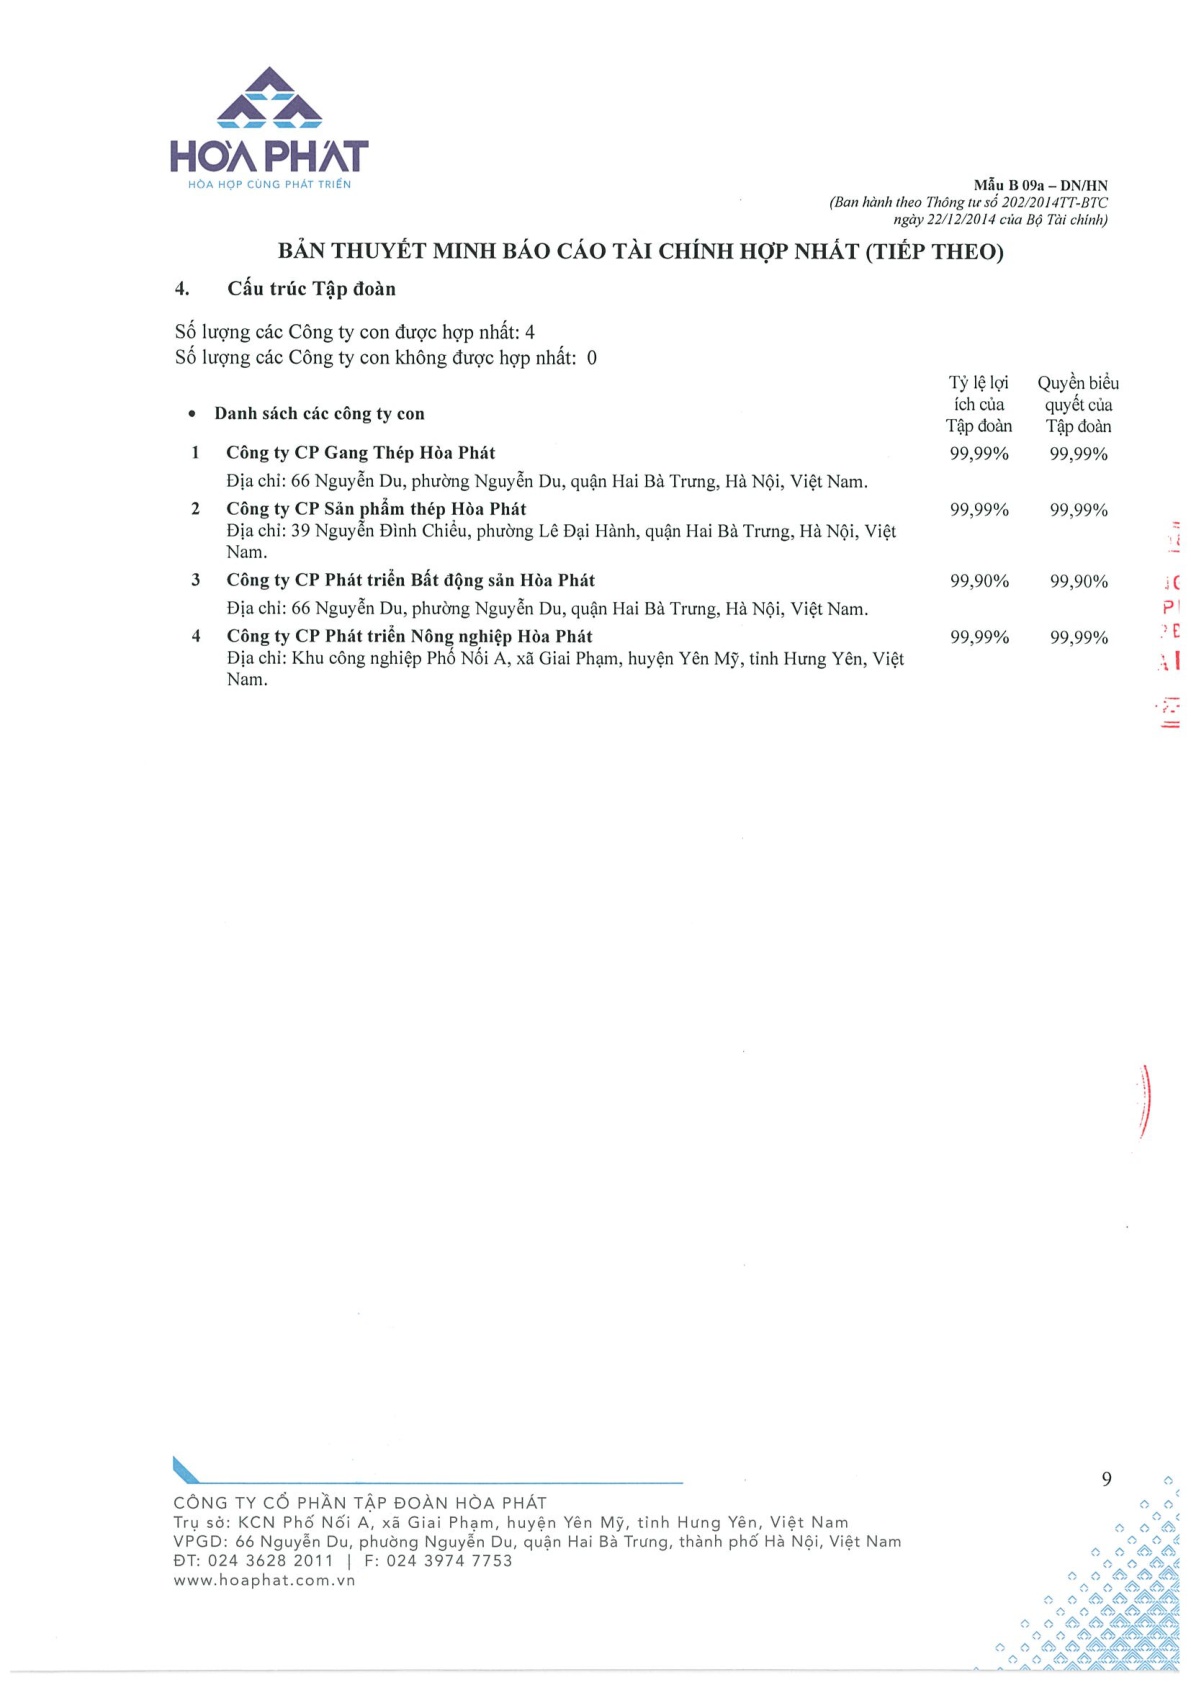 HÒA PHÁT
HÒA HỢP CÙNG PHÁT TRIỂN
Mẫu B 09a – DN/HN
(Ban hành theo Thông tư số 202/2014TT-BTC
ngày 22/12/2014 của Bộ Tài chính)
BẢN THUYẾT MINH BÁO CÁO TÀI CHÍNH HỢP NHẤT (TIẾP THEO)
4. Cấu trúc Tập đoàn
Số lượng các Công ty con được hợp nhất: 4
Số lượng các Công ty con không được hợp nhất: 0
• Danh sách các công ty con
Tỷ lệ lợi
ích của
Tập đoàn
Quyền biểu
quyết của
Tập đoàn
1 Công ty CP Gang Thép Hòa Phát 99,99% 99,99%
Địa chỉ: 66 Nguyễn Du, phường Nguyễn Du, quận Hai Bà Trưng, Hà Nội, Việt Nam.
2 Công ty CP Sản phẩm thép Hòa Phát 99,99% 99,99%
Địa chỉ: 39 Nguyễn Đình Chiểu, phường Lê Đại Hành, quận Hai Bà Trưng, Hà Nội, Việt
Nam.
3 Công ty CP Phát triển Bất động sản Hòa Phát 99,90% 99,90%
Địa chỉ: 66 Nguyễn Du, phường Nguyễn Du, quận Hai Bà Trưng, Hà Nội, Việt Nam.
4 Công ty CP Phát triển Nông nghiệp Hòa Phát 99,99% 99,99%
Địa chỉ: Khu công nghiệp Phố Nối A, xã Giai Phạm, huyện Yên Mỹ, tỉnh Hưng Yên, Việt
Nam.
9
CÔNG TY CỔ PHẦN TẬP ĐOÀN HÒA PHÁT
Trụ sở: KCN Phố Nối A, xã Giai Phạm, huyện Yên Mỹ, tỉnh Hưng Yên, Việt Nam
VPGD: 66 Nguyễn Du, phường Nguyễn Du, quận Hai Bà Trưng, thành phố Hà Nội, Việt Nam
ĐT: 024 3628 2011 | F: 024 3974 7753
www.hoaphat.com.vn